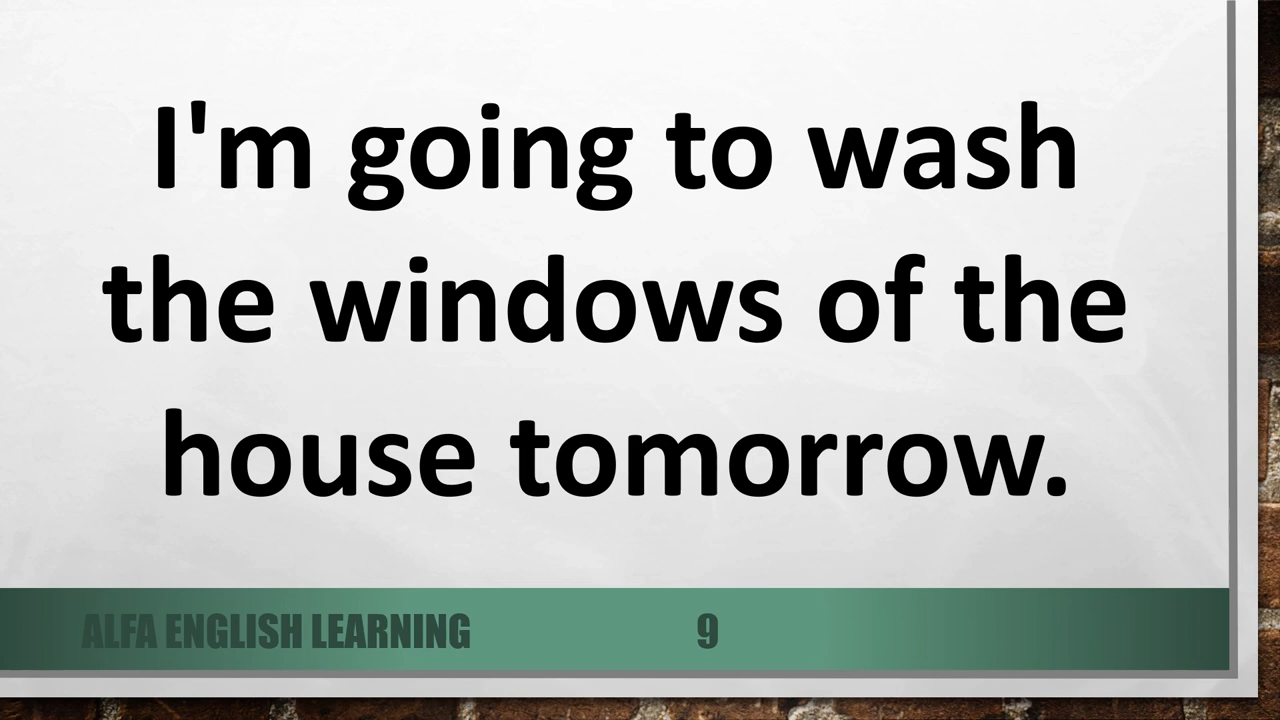 I'm going to wash
the windows of the
house tomorrow.
ALFA ENGLISH LEARNING 9